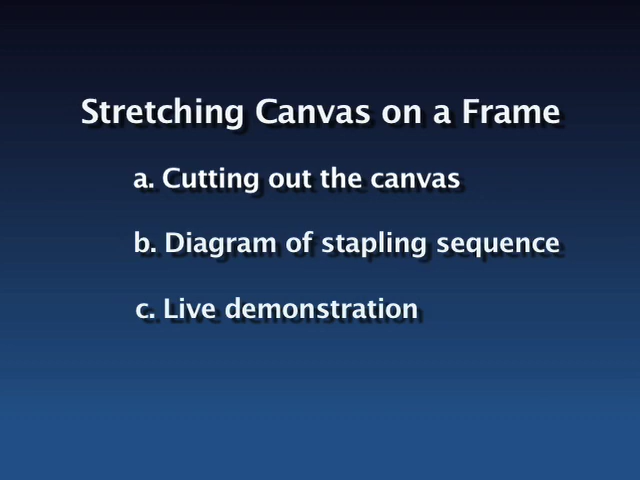 Stretching Canvas on a Frame
a. Cutting out the canvas
b. Diagram of stapling sequence
c. Live demonstration